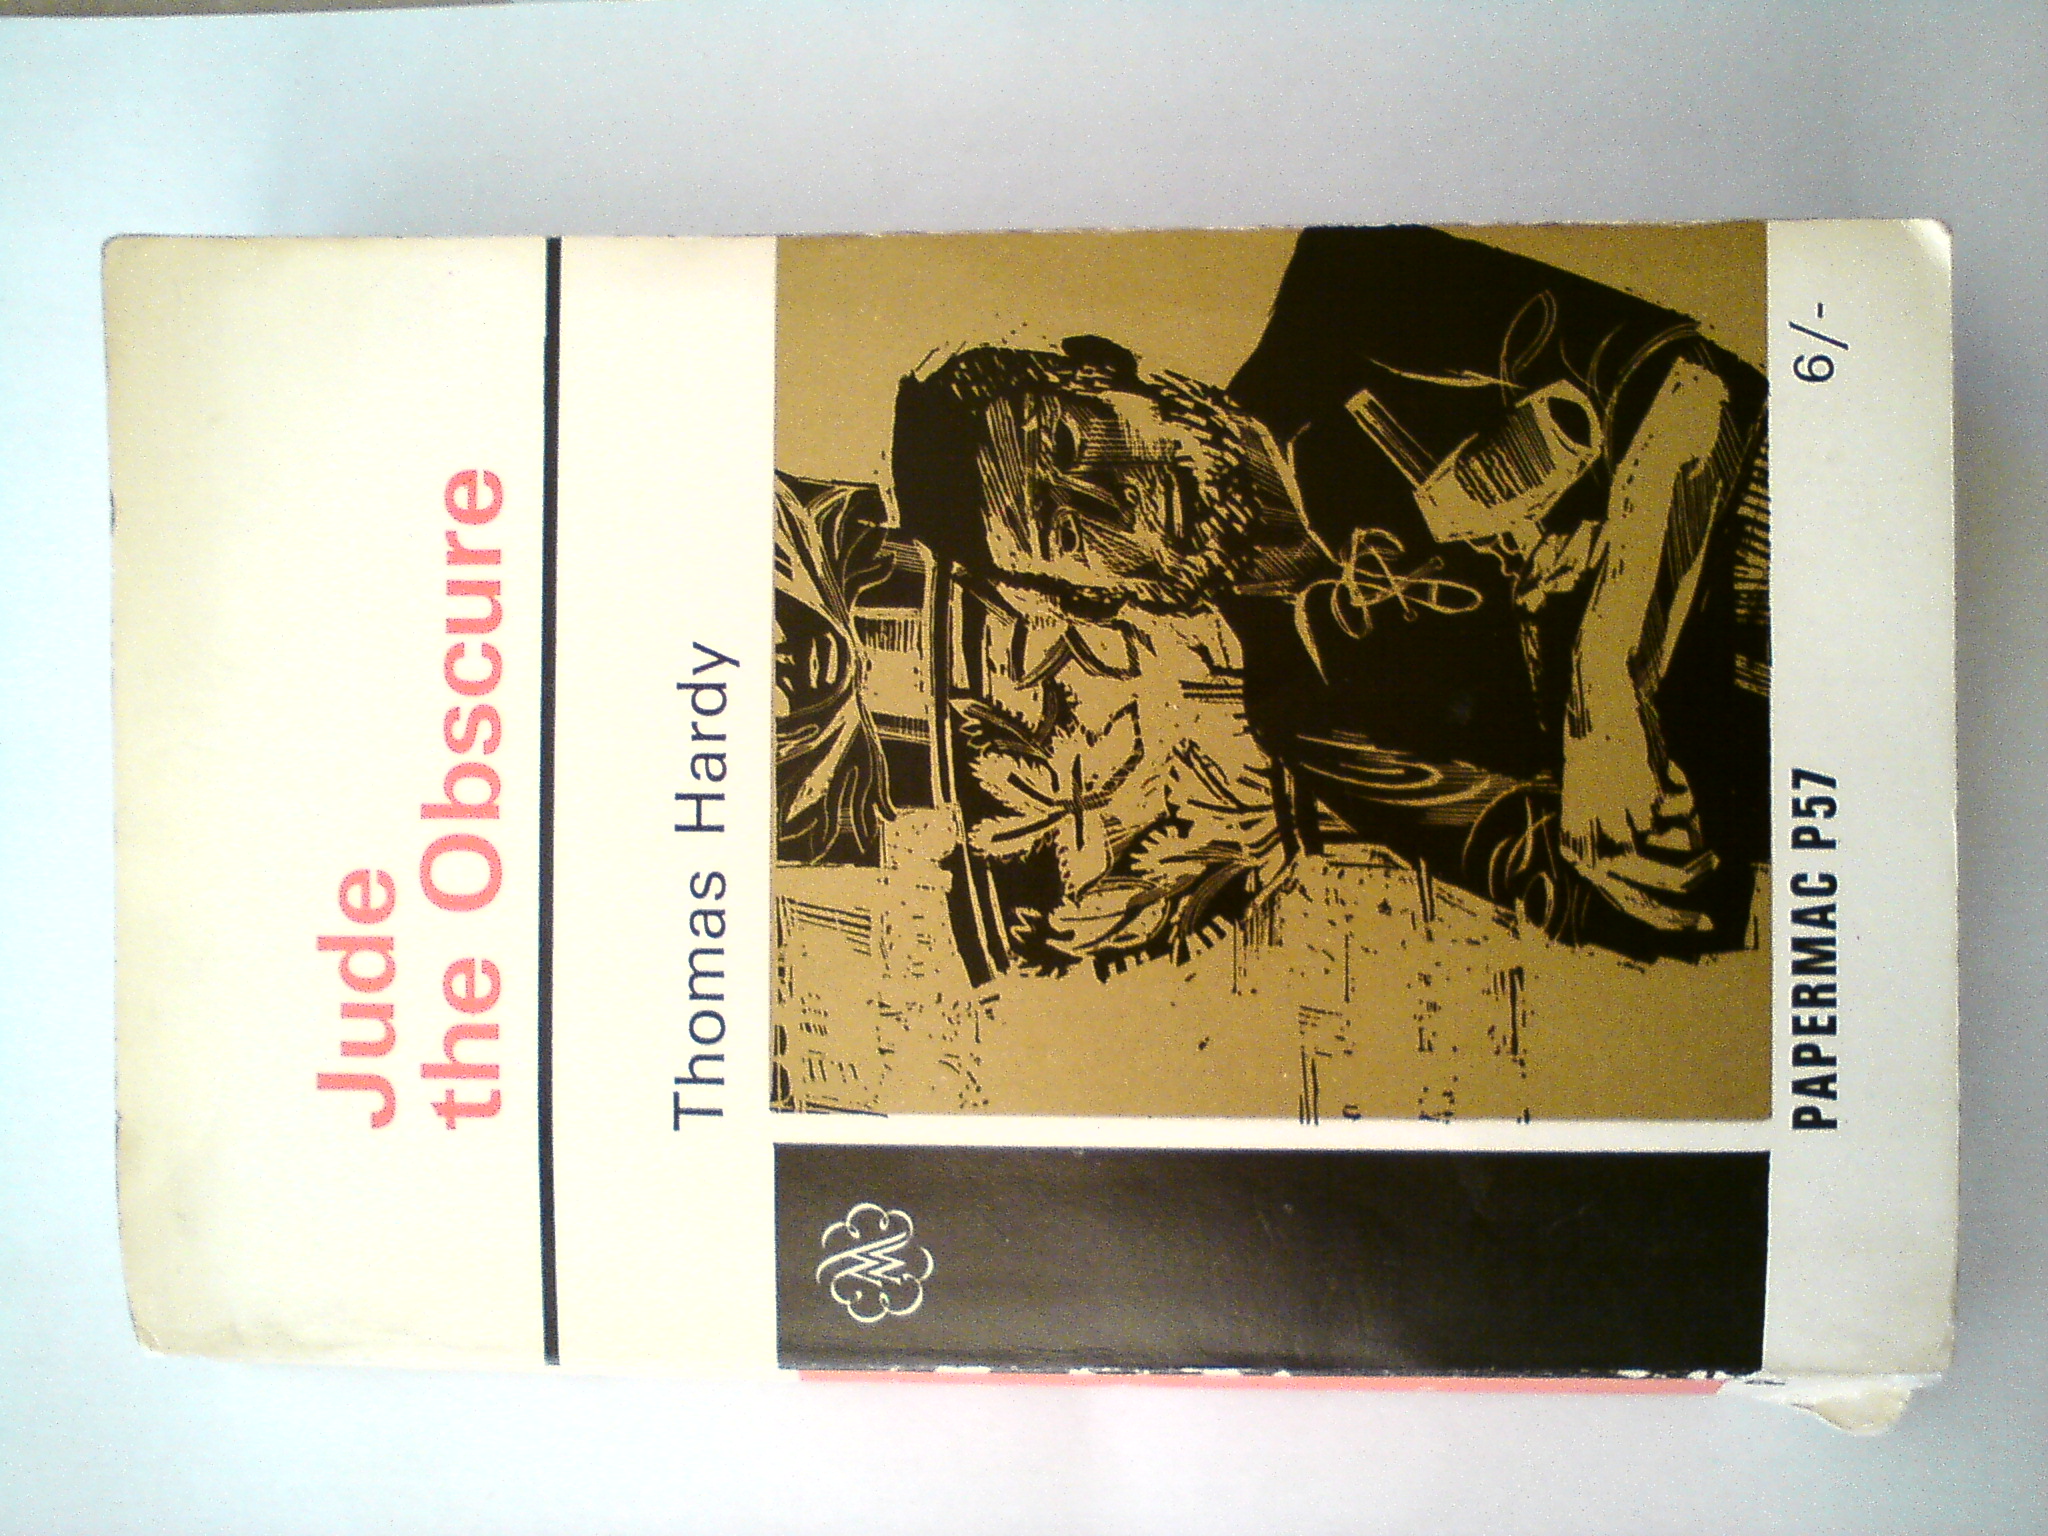 Jude
the Obscure
Thomas Hardy
PAPERMAC P57
6/-